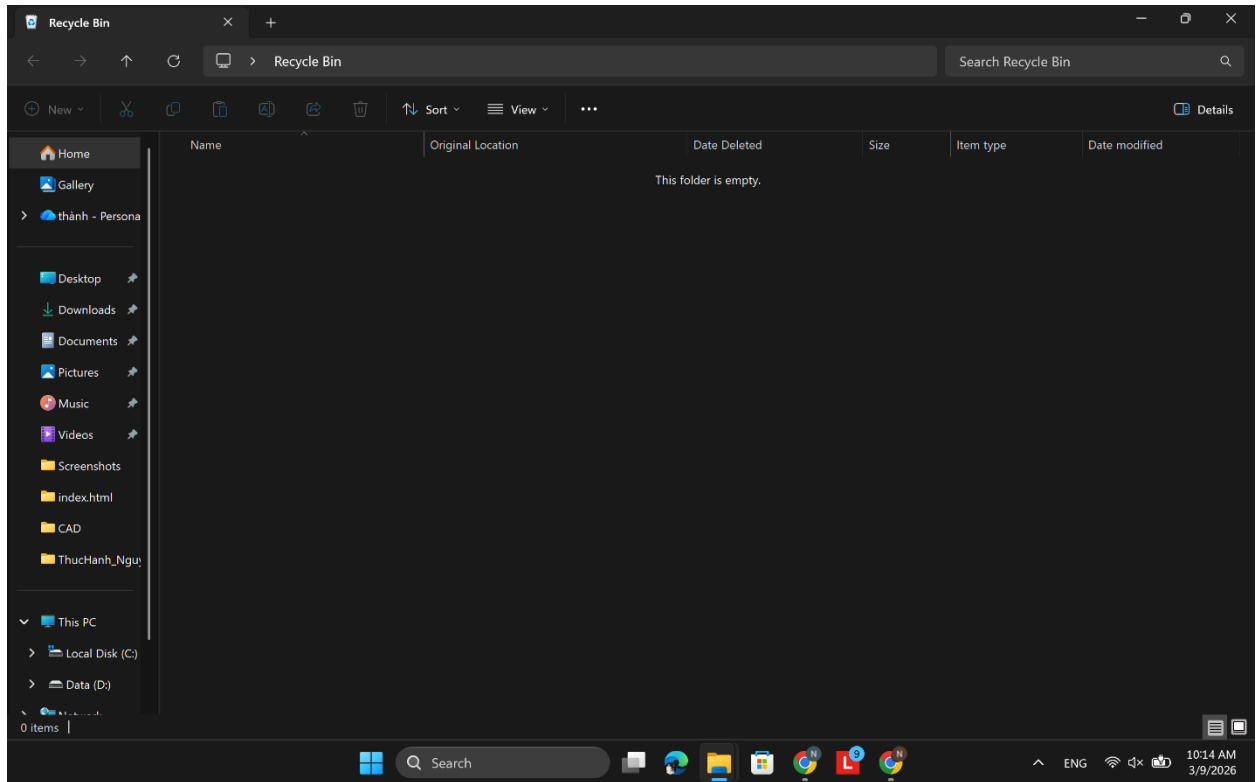 Recycle Bin
Recycle Bin
Search Recycle Bin
New
Sort
View
Details
Name
Original Location
Date Deleted
Size
Item type
Date modified
This folder is empty.
Home
Gallery
thành - Persona
Desktop
Downloads
Documents
Pictures
Music
Videos
Screenshots
index.html
CAD
ThucHanh_Nguy
This PC
Local Disk (C:)
Data (D:)
0 items
Search
N
L
9
N
ENG
10:14 AM
3/9/2026